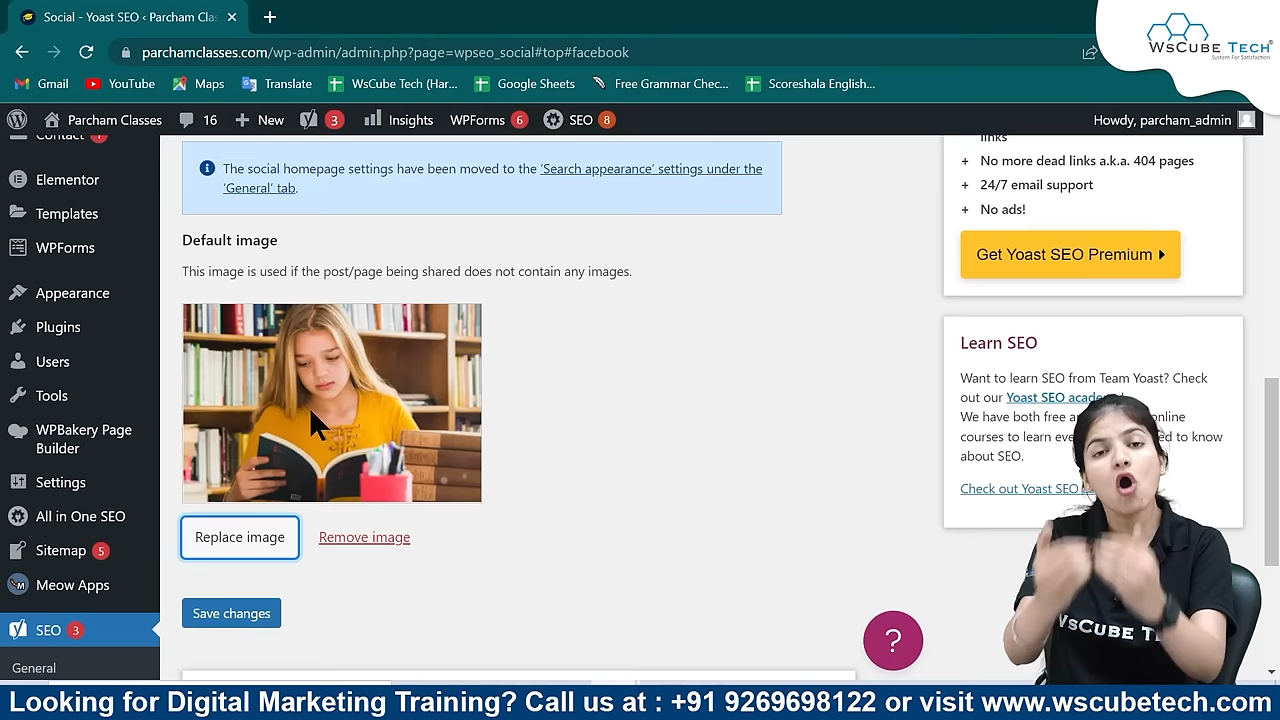 Social - Yoast SEO ‹ Parcham Clas
WSCUBE TECH
System For Satisfaction
parchamclasses.com/wp-admin/admin.php?page=wpseo_social#top#facebook
Gmail
YouTube
Maps
Translate
WsCube Tech (Har...
Google Sheets
Free Grammar Chec...
Scoreshala English...
Parcham Classes
16
New
3
Insights
WPForms 6
SEO 8
Howdy, parcham_admin
Contact
Elementor
Templates
WPForms
Appearance
Plugins
Users
Tools
WPBakery Page
Builder
Settings
All in One SEO
Sitemap 5
Meow Apps
SEO 3
General
The social homepage settings have been moved to the ‘Search appearance’ settings under the
‘General’ tab.
Default image
This image is used if the post/page being shared does not contain any images.
Replace image
Remove image
Save changes
links
+ No more dead links a.k.a. 404 pages
+ 24/7 email support
+ No ads!
Get Yoast SEO Premium
Learn SEO
Want to learn SEO from Team Yoast? Check
out our Yoast SEO
We have both free online
courses to learn to know
about SEO.
Check out Yoast SEO
?
WSCUBE
Looking for Digital Marketing Training? Call us at : +91 9269698122 or visit www.wscubetech.com